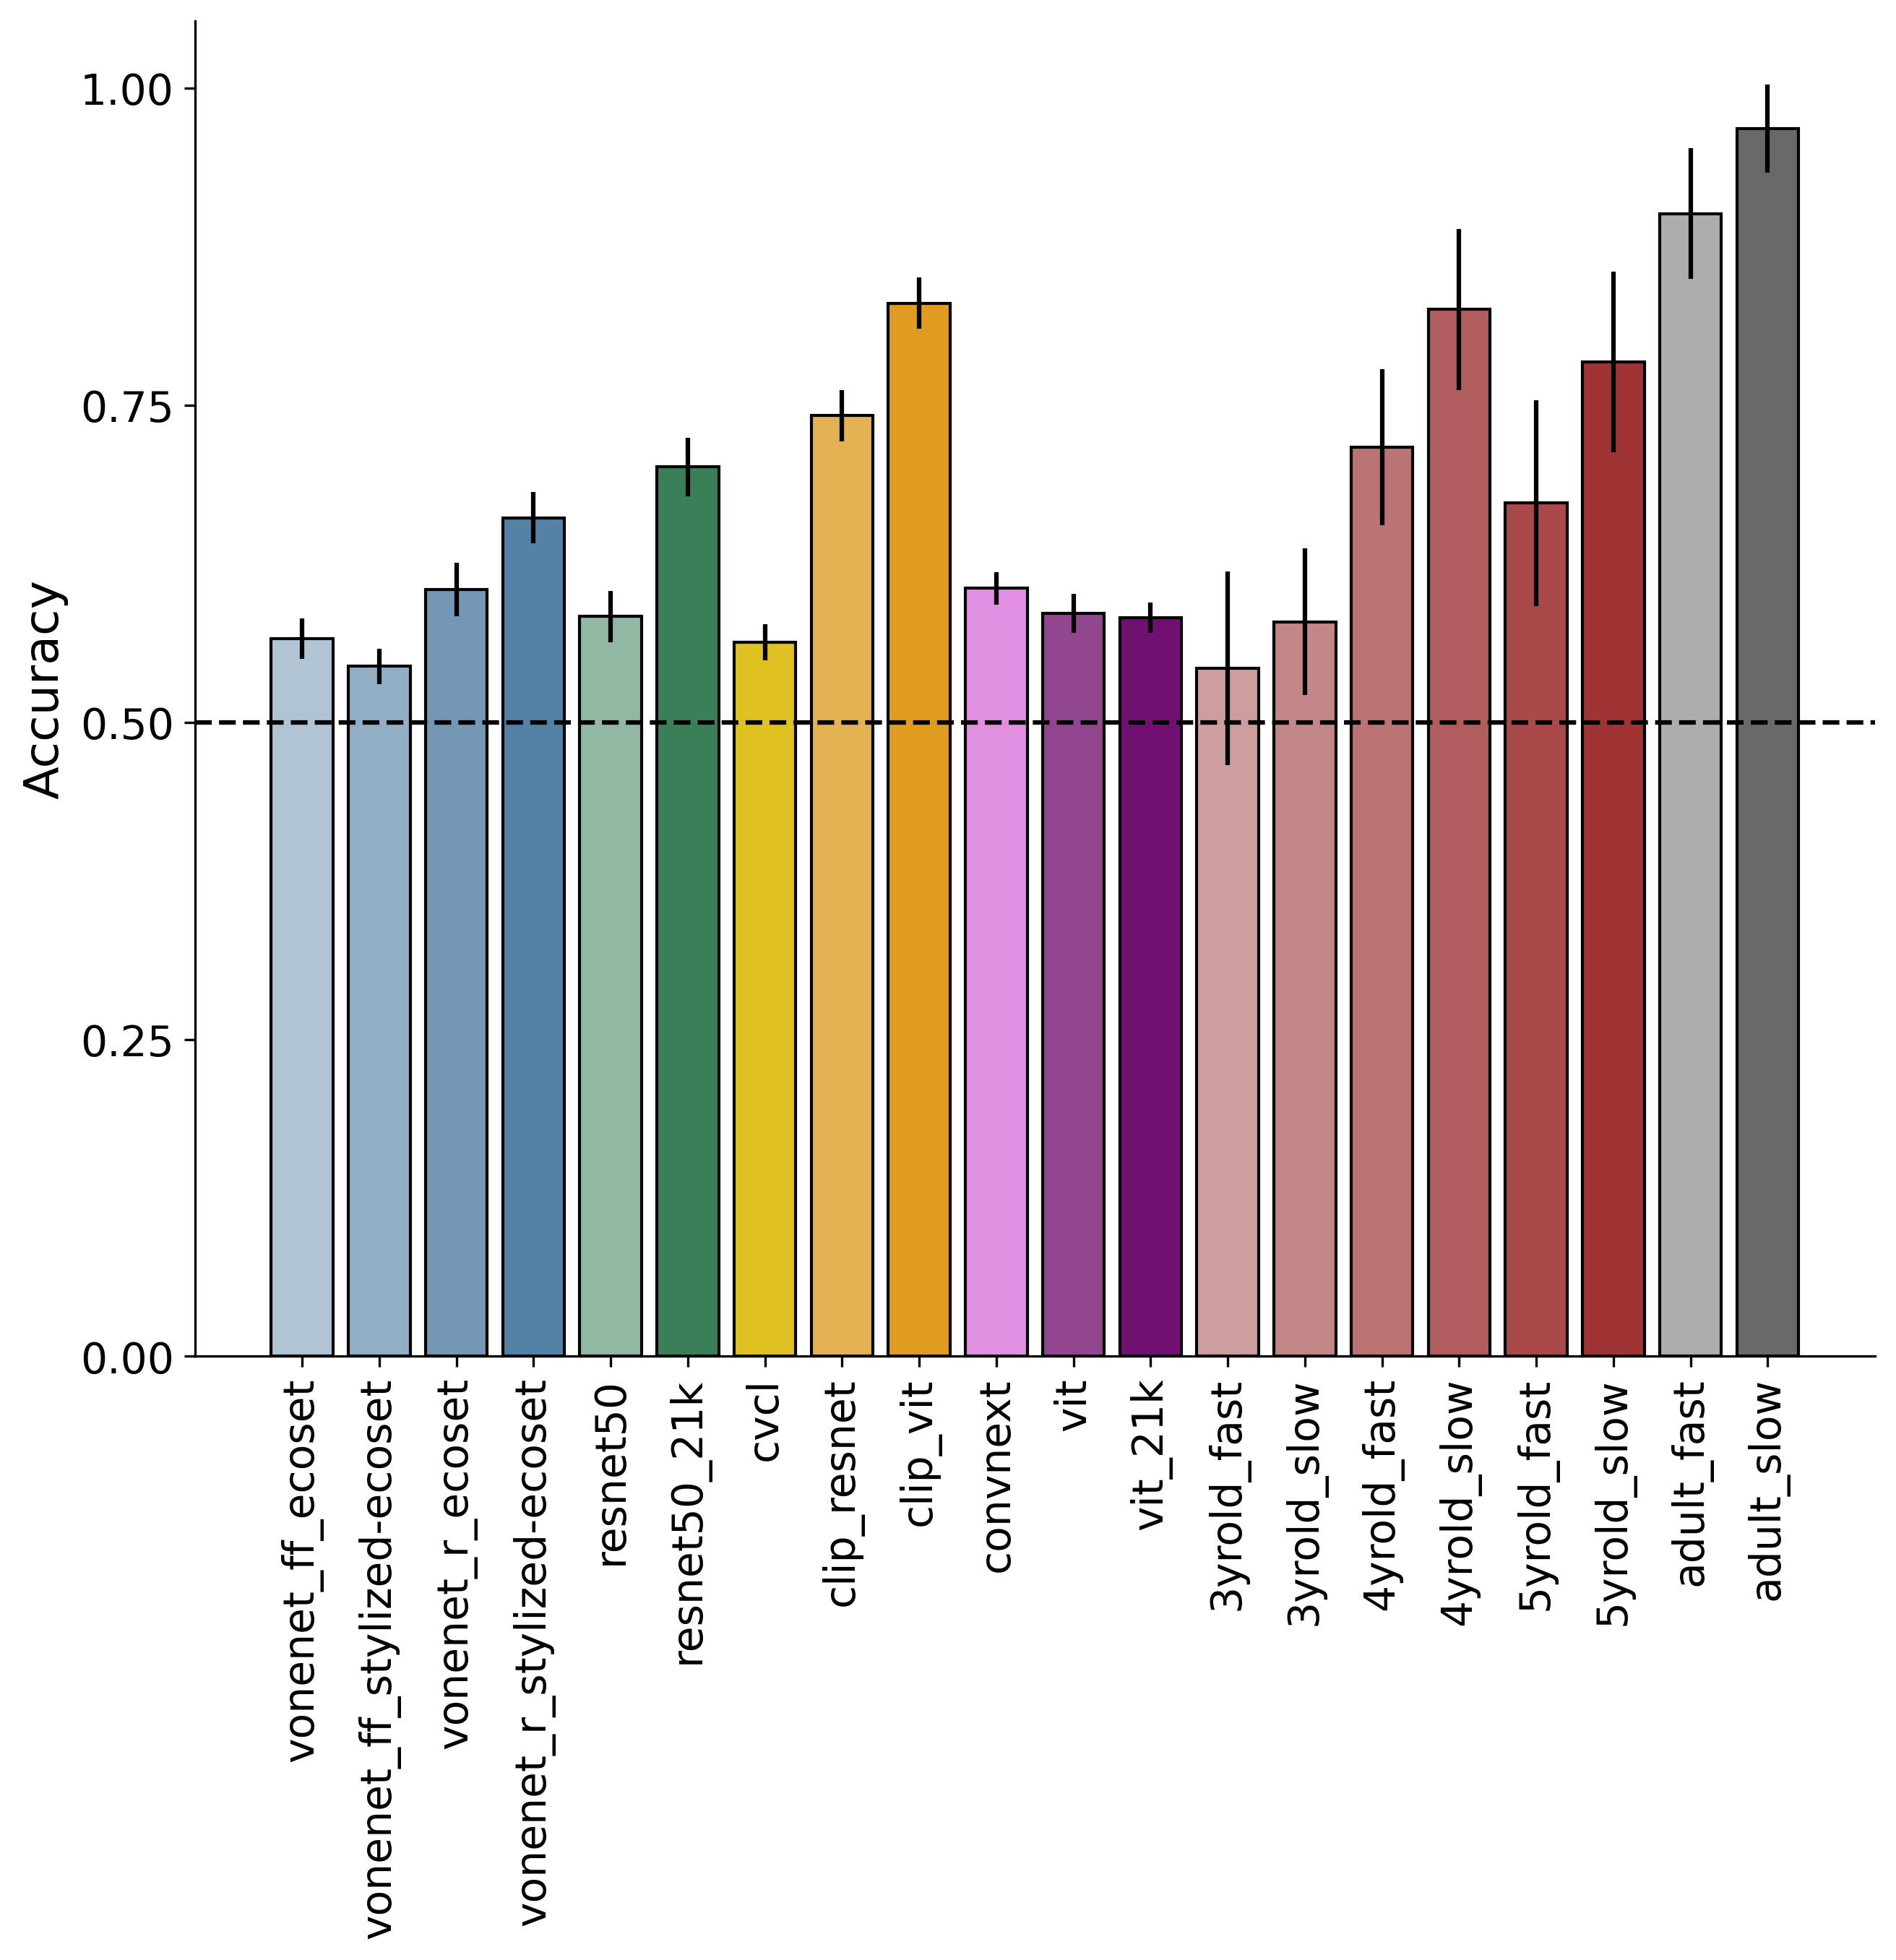 Accuracy
1.00
0.75
0.50
0.25
0.00
vonenet_ff_ecoset
vonenet_ff_stylized-ecoset
vonenet_r_ecoset
vonenet_r_stylized-ecoset
resnet50
resnet50_21k
cvcl
clip_resnet
clip_vit
convnext
vit
vit_21k
3yrold_fast
3yrold_slow
4yrold_fast
4yrold_slow
5yrold_fast
5yrold_slow
adult_fast
adult_slow